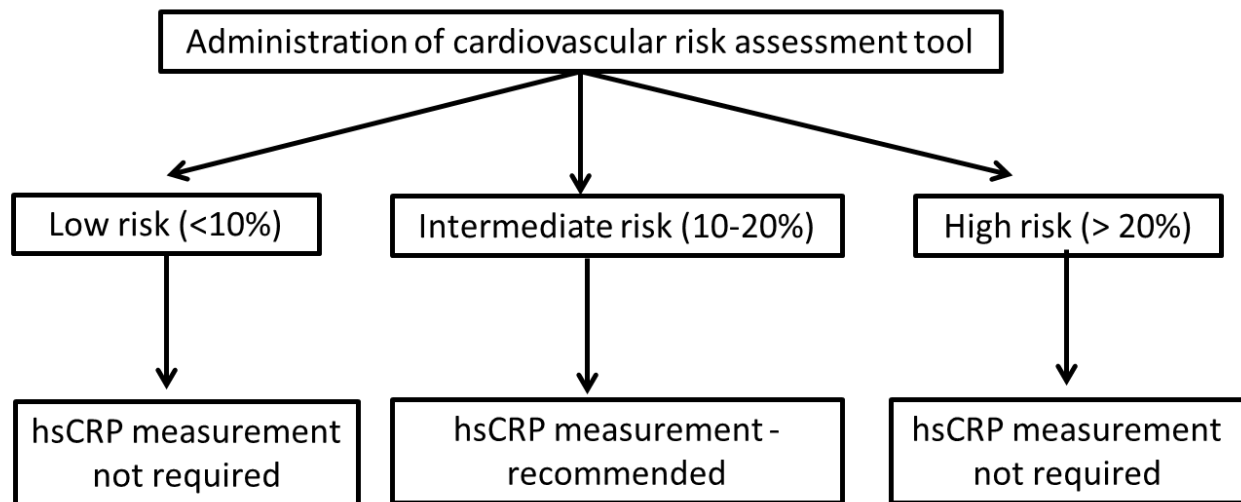 Administration of cardiovascular risk assessment tool
Low risk (<10%)
Intermediate risk (10-20%)
High risk (> 20%)
hsCRP measurement
not required
hsCRP measurement -
recommended
hsCRP measurement
not required